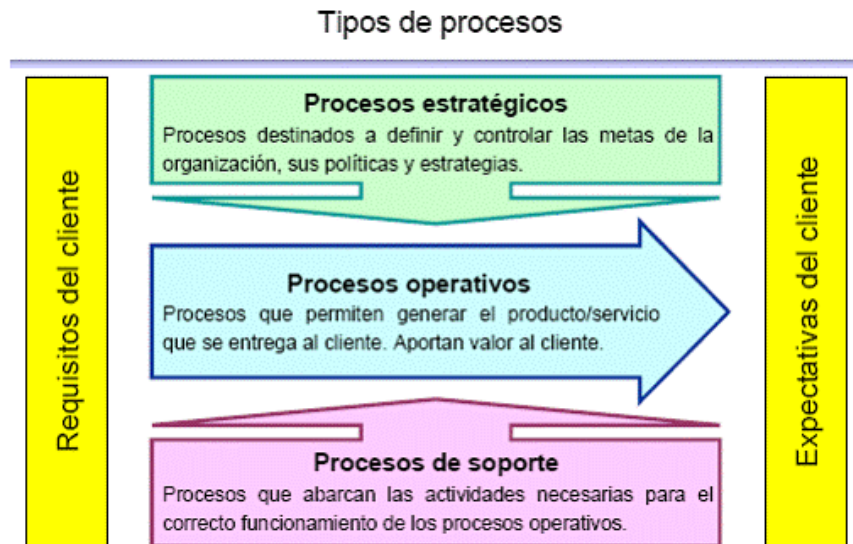 Tipos de procesos
Requisitos del cliente
Procesos estratégicos
Procesos destinados a definir y controlar las metas de la
organización, sus políticas y estrategias.
Procesos operativos
Procesos que permiten generar el producto/servicio
que se entrega al cliente. Aportan valor al cliente.
Procesos de soporte
Procesos que abarcan las actividades necesarias para el
correcto funcionamiento de los procesos operativos.
Expectativas del cliente